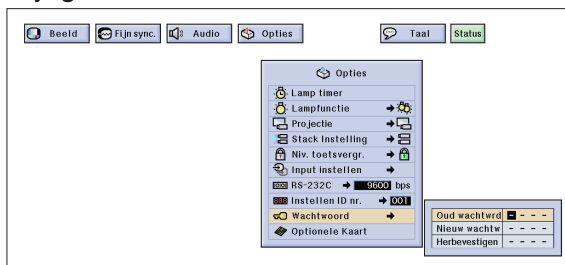 Beeld Fijn sync. Audio Opties Taal Status
Opties
Lamp timer
Lampfunctie
Projectie
Stack Instelling
Niv. toetsvergr.
Input instellen
RS-232C 9600 bps
Instellen ID nr. 001
Wachtwoord
Optionele Kaart
Oud wachtwrd - - - -
Nieuw wachtw - - - -
Herbevestigen - - - -